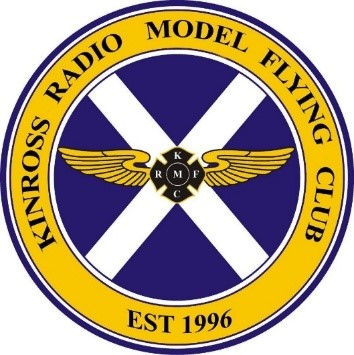 KINROSS RADIO MODEL FLYING CLUB
K
R M F
C
EST 1996